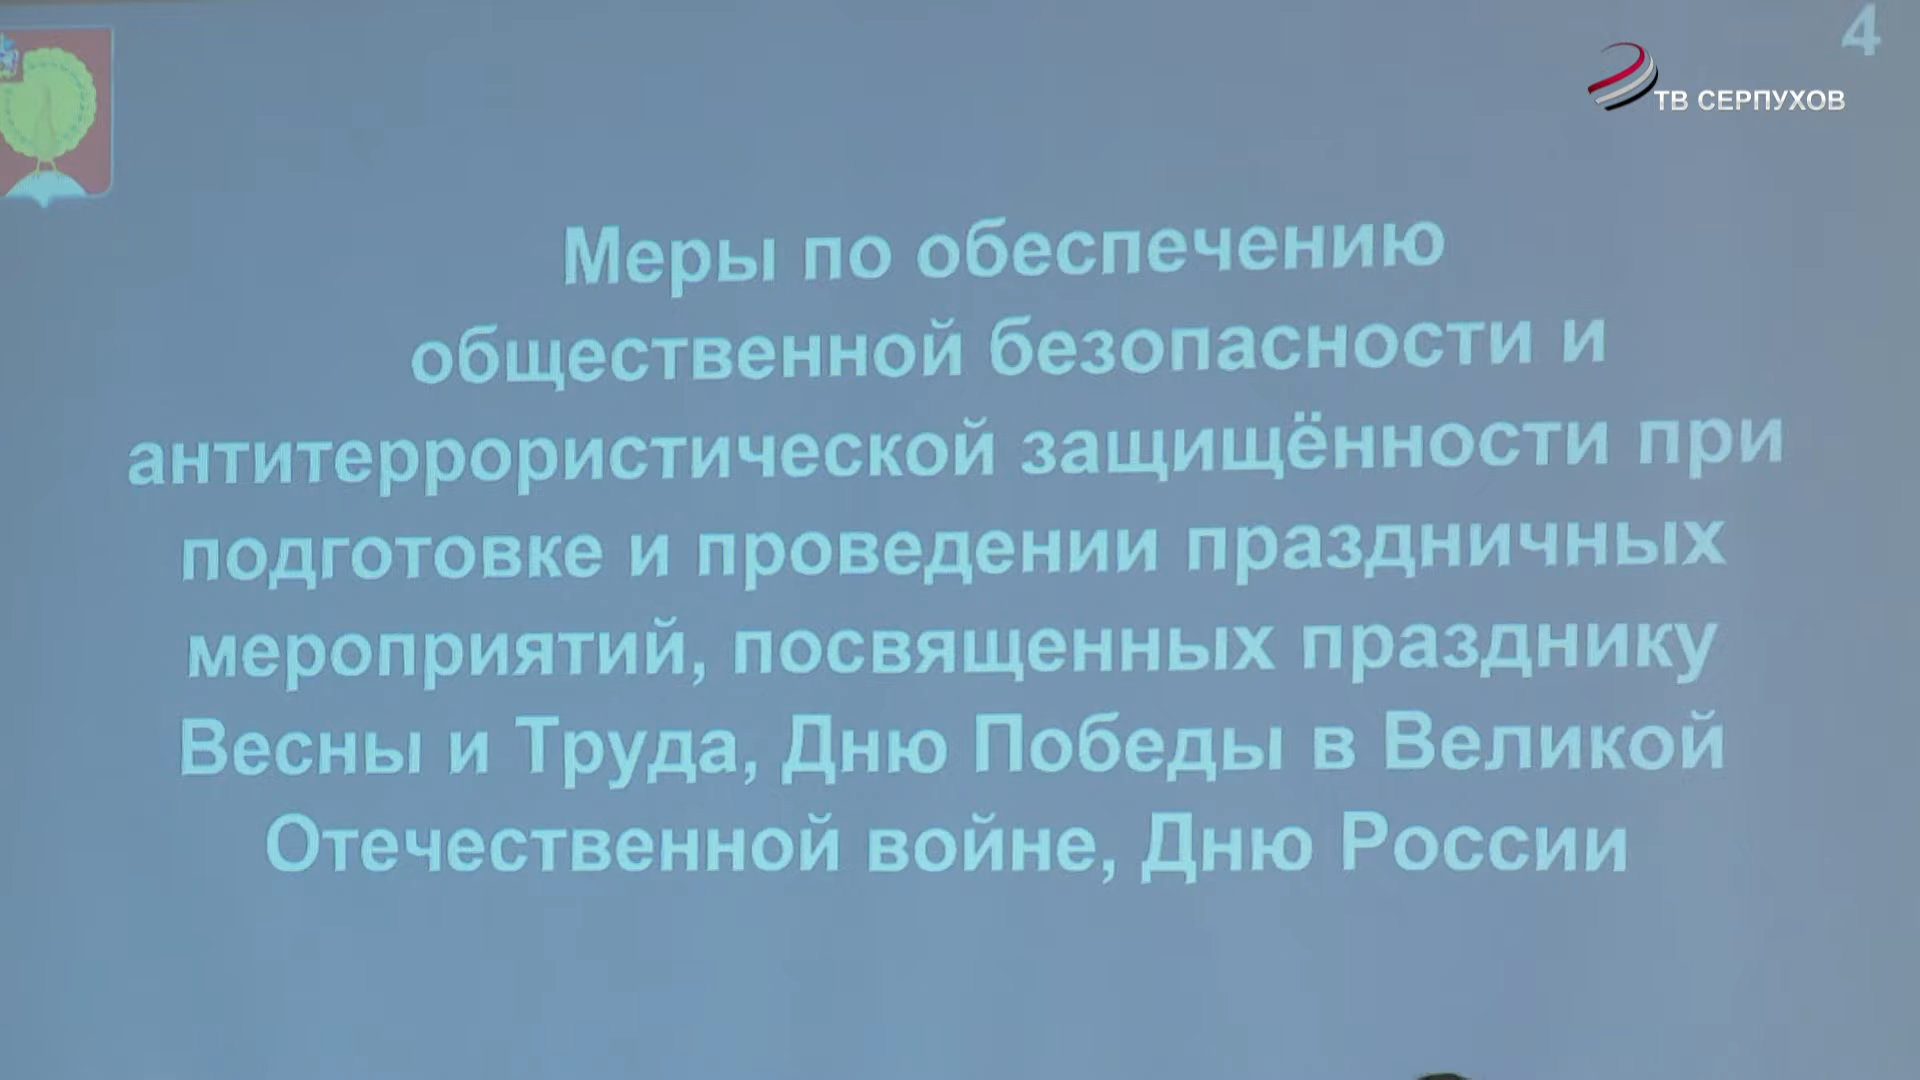 4
ТВ СЕРПУХОВ
Меры по обеспечению
общественной безопасности и
антитеррористической защищённости при
подготовке и проведении праздничных
мероприятий, посвященных празднику
Весны и Труда, Дню Победы в Великой
Отечественной войне, Дню России